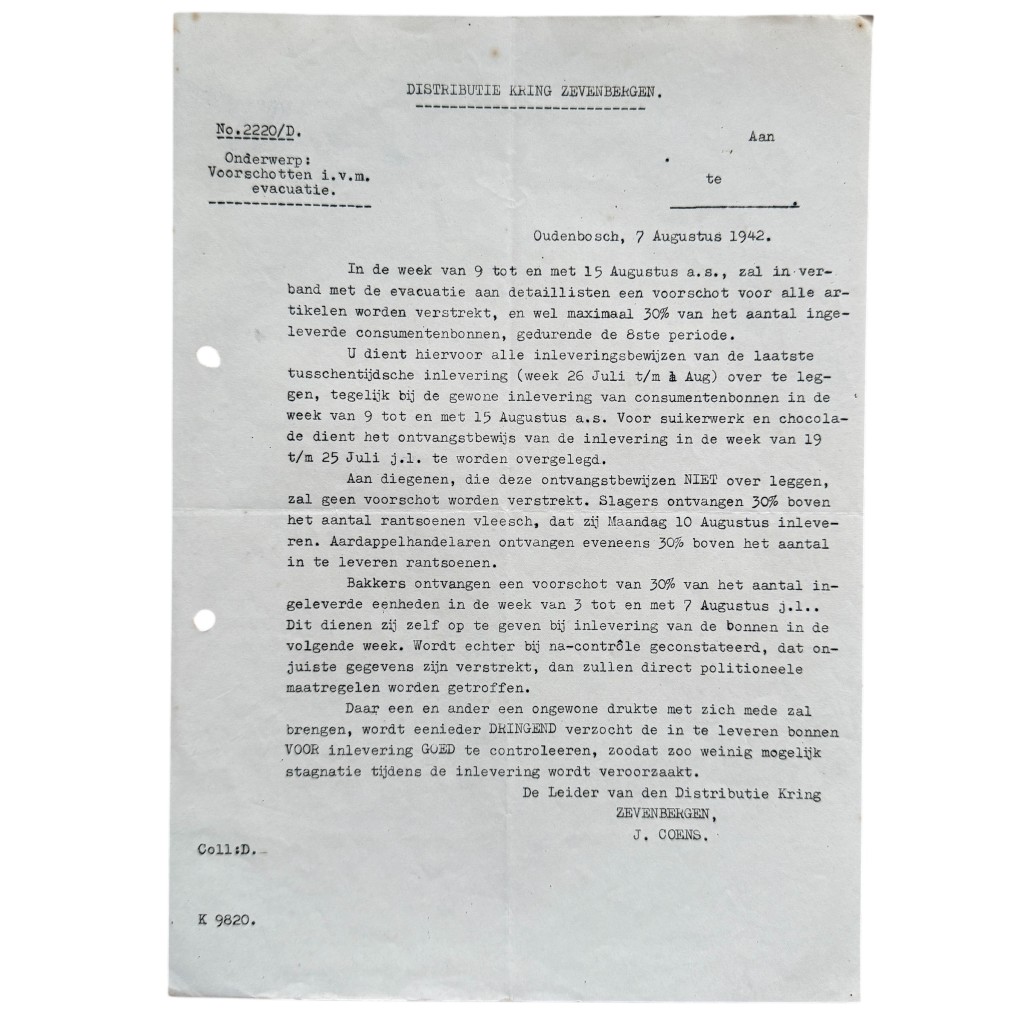 DISTRIBUTIE KRING ZEVENBERGEN.
No.2220/D.
Aan
Onderwerp:
Voorschotten i.v.m.
evacuatie.
te
Oudenbosch, 7 Augustus 1942.
In de week van 9 tot en met 15 Augustus a.s., zal in ver-
band met de evacuatie aan detaillisten een voorschot voor alle ar-
tikelen worden verstrekt, en wel maximaal 30% van het aantal inge-
leverde consumentenbonnen, gedurende de 8ste periode.
U dient hiervoor alle inleveringsbewijzen van de laatste
tusschentijdsche inlevering (week 26 Juli t/m 1 Aug) over te leg-
gen, tegelijk bij de gewone inlevering van consumentenbonnen in de
week van 9 tot en met 15 Augustus a.s. Voor suikerwerk en chocola-
de dient het ontvangstbewijs van de inlevering in de week van 19
t/m 25 Juli j.l. te worden overgelegd.
Aan diegenen, die deze ontvangstbewijzen NIET over leggen,
zal geen voorschot worden verstrekt. Slagers ontvangen 30% boven
het aantal rantsoenen vleesch, dat zij Maandag 10 Augustus inleve-
ren. Aardappelhandelaren ontvangen eveneens 30% boven het aantal
in te leveren rantsoenen.
Bakkers ontvangen een voorschot van 30% van het aantal in-
geleverde eenheden in de week van 3 tot en met 7 Augustus j.l..
Dit dienen zij zelf op te geven bij inlevering van de bonnen in de
volgende week. Wordt echter bij na-contrôle geconstateerd, dat on-
juiste gegevens zijn verstrekt, dan zullen direct politioneele
maatregelen worden getroffen.
Daar een en ander een ongewone drukte met zich mede zal
brengen, wordt eenieder DRINGEND verzocht de in te leveren bonnen
VOOR inlevering GOED te controleeren, zoodat zoo weinig mogelijk
stagnatie tijdens de inlevering wordt veroorzaakt.
De Leider van den Distributie Kring
ZEVENBERGEN,
J. COENS.
Coll:D.
K 9820.